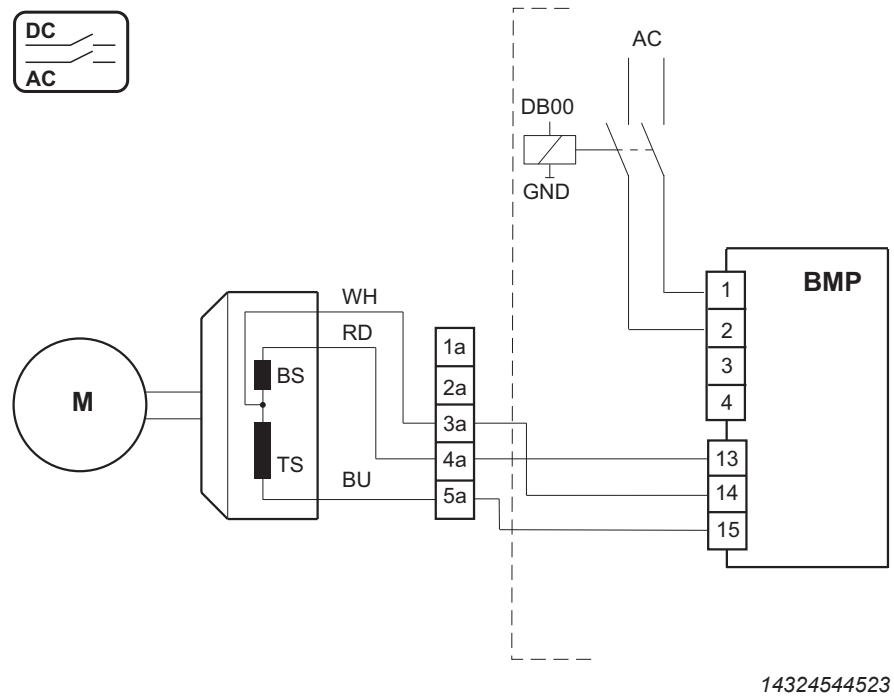 DC
AC
AC
DB00
GND
BMP
1
2
3
4
13
14
15
WH
RD
BS
TS
BU
M
1a
2a
3a
4a
5a
14324544523